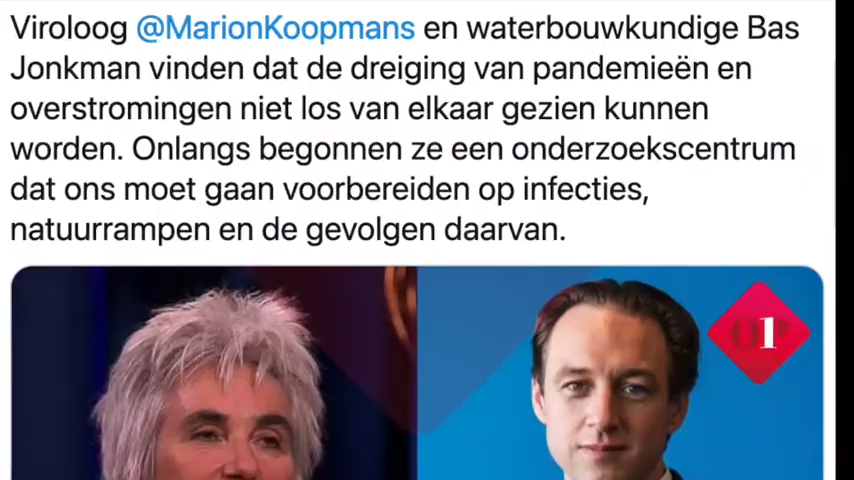 Viroloog @MarionKoopmans en waterbouwkundige Bas
Jonkman vinden dat de dreiging van pandemieën en
overstromingen niet los van elkaar gezien kunnen
worden. Onlangs begonnen ze een onderzoekscentrum
dat ons moet gaan voorbereiden op infecties,
natuurrampen en de gevolgen daarvan.
OP1